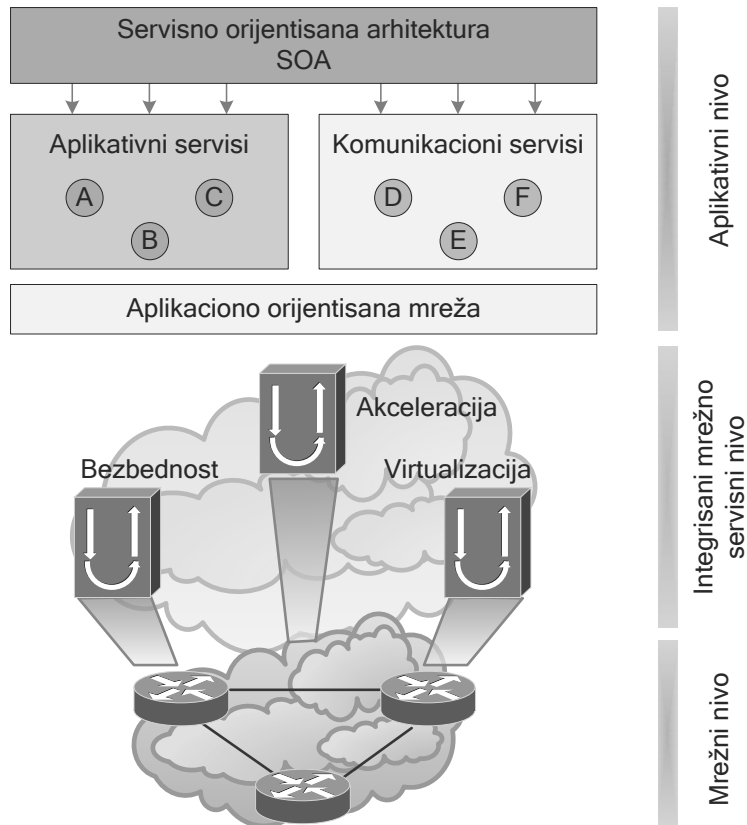 Servisno orijentisana arhitektura
SOA
Aplikativni servisi
A
B
C
Komunikacioni servisi
D
E
F
Aplikaciono orijentisana mreža
Aplikativni nivo
Akceleracija
Bezbednost
Virtualizacija
Integrisani mrežno
servisni nivo
Mrežni nivo